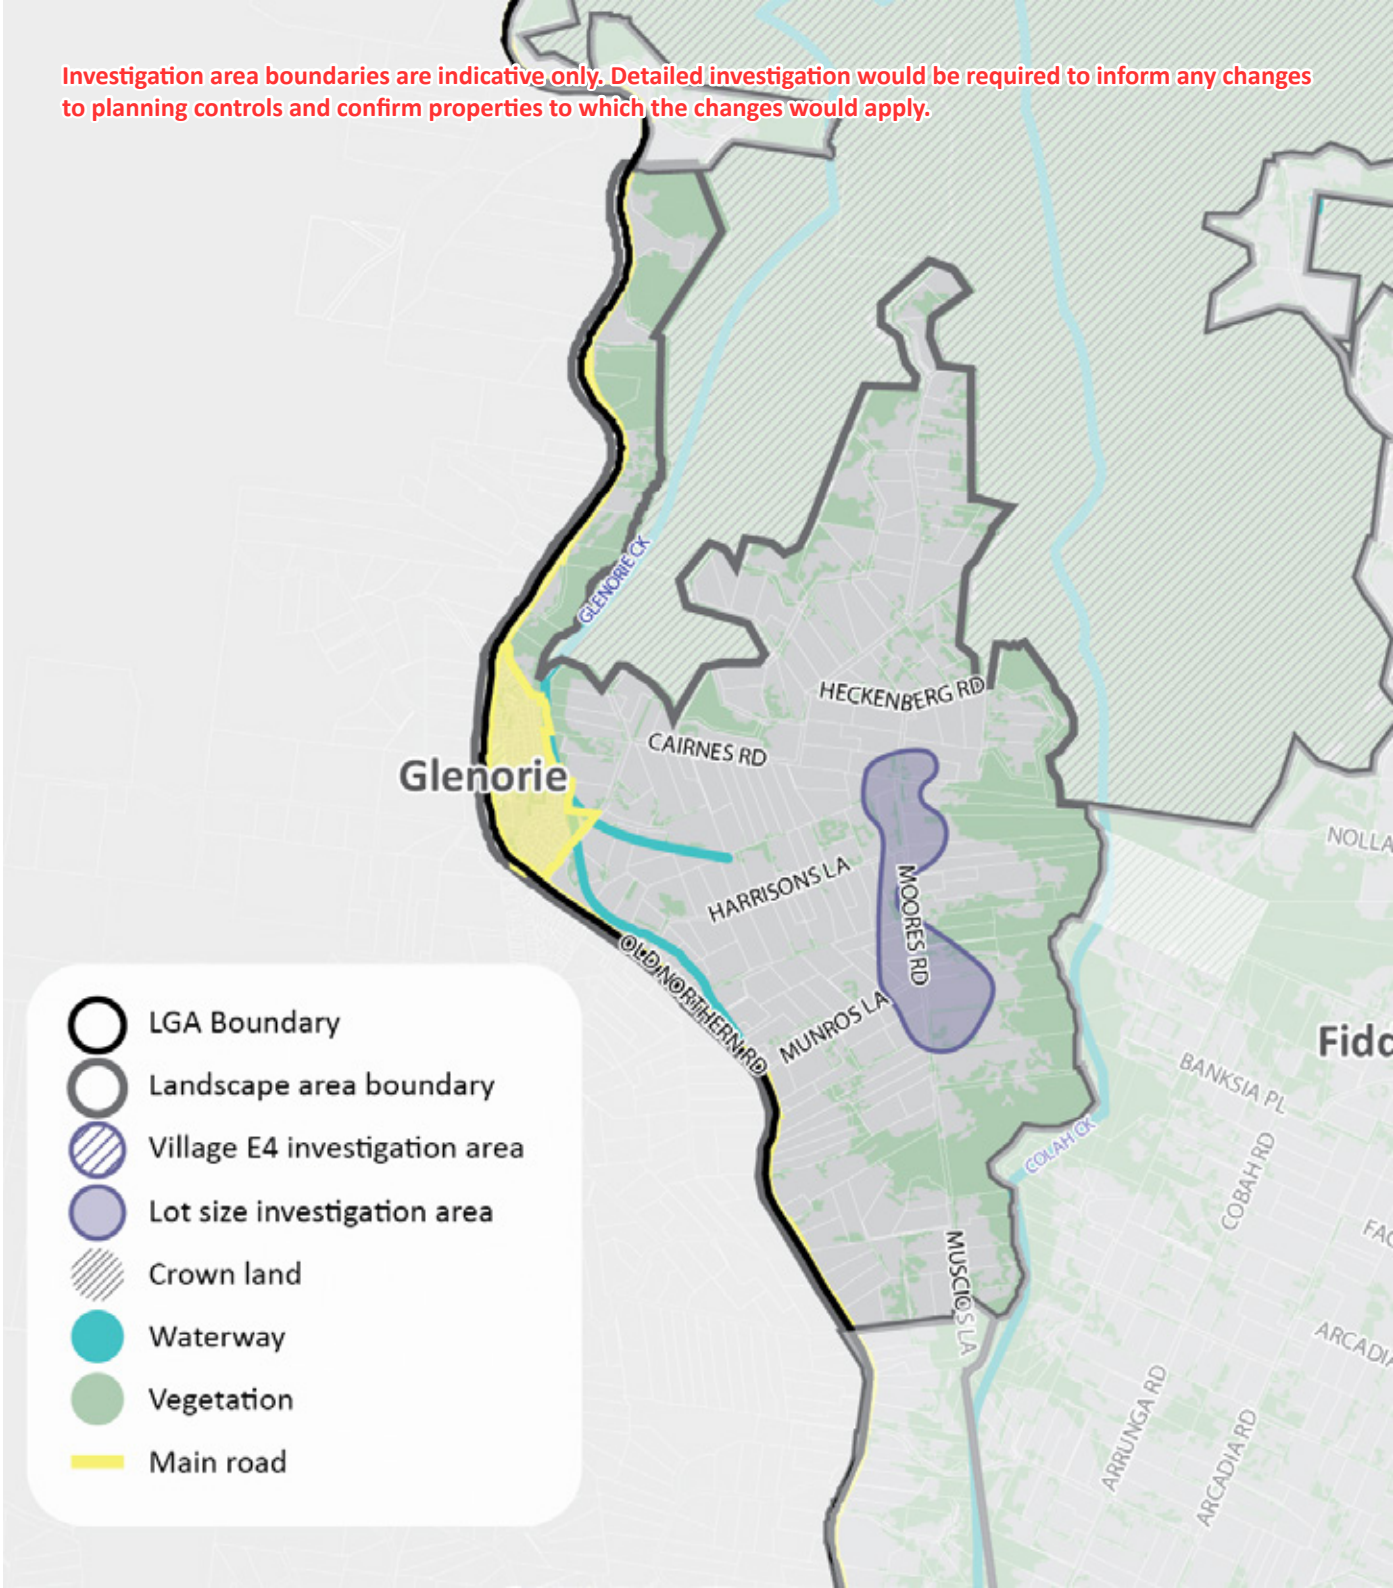 Investigation area boundaries are indicative only. Detailed investigation would be required to inform any changes
to planning controls and confirm properties to which the changes would apply.
GLENORIE CK
HECKENBERG RD
CAIRNES RD
Glenorie
HARRISONS LA
MOORES RD
OLD NORTHERN RD
MUNROS LA
NOLLA
Fidd
BANKSIA PL
COLAH CK
COBAH RD
FAG
MUSCIOS LA
ARCADIA
ARRUNGA RD
ARCADIA RD
LGA Boundary
Landscape area boundary
Village E4 investigation area
Lot size investigation area
Crown land
Waterway
Vegetation
Main road